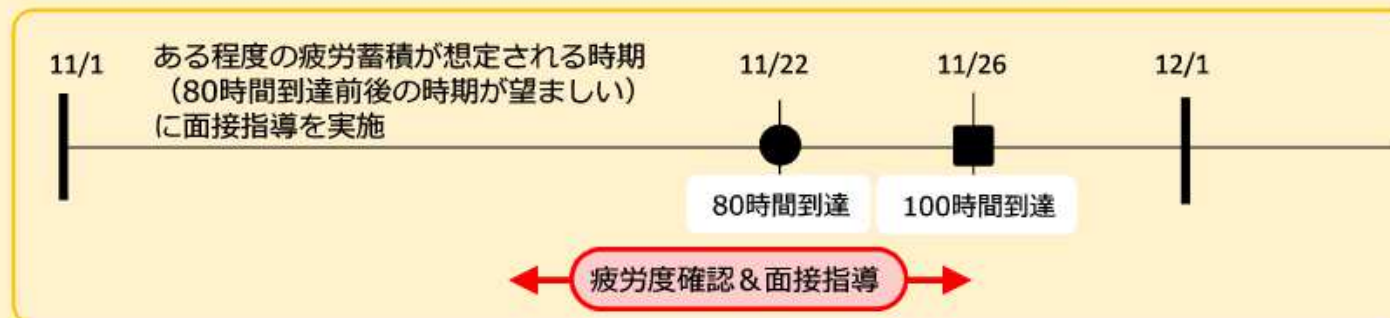 11/1
ある程度の疲労蓄積が想定される時期
（80時間到達前後の時期が望ましい）
に面接指導を実施
11/22
11/26
12/1
80時間到達
100時間到達
疲労度確認＆面接指導